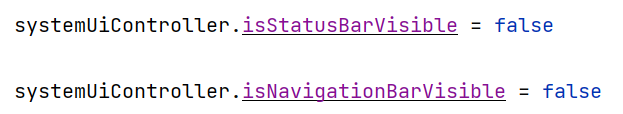 systemUiController.isStatusBarVisible = false
systemUiController.isNavigationBarVisible = false